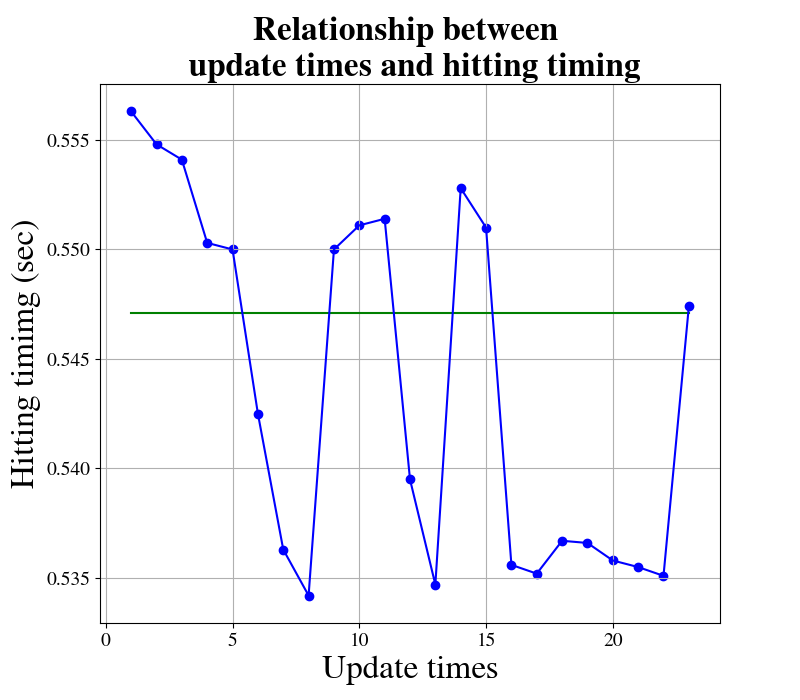 Relationship between
update times and hitting timing
Hitting timimg (sec)
0.555
0.550
0.545
0.540
0.535
0
5
10
15
20
Update times